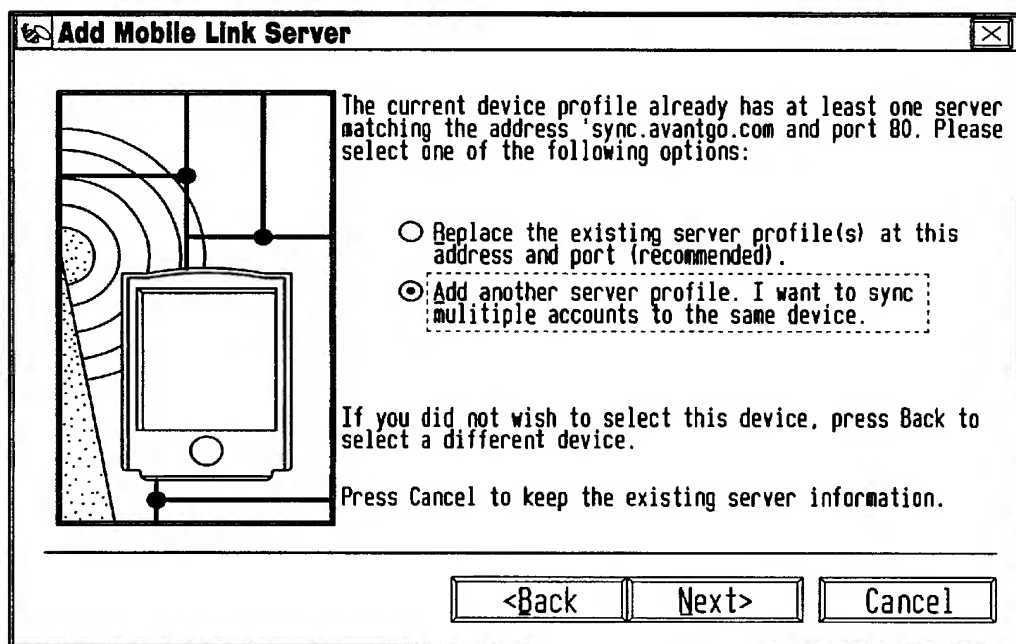 Add Mobile Link Server
The current device profile already has at least one server
matching the address 'sync.avantgo.com and port 80. Please
select one of the following options:
Replace the existing server profile(s) at this
address and port (recommended).
Add another server profile. I want to sync
mulitiple accounts to the same device.
If you did not wish to select this device, press Back to
select a different device.
Press Cancel to keep the existing server information.
<Back Next> Cancel